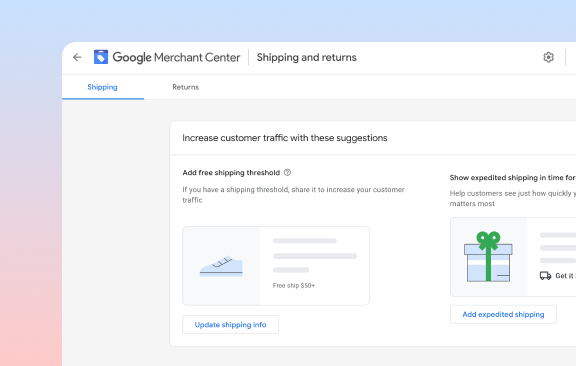 Google Merchant Center
Shipping and returns
Shipping
Returns
Increase customer traffic with these suggestions
Add free shipping threshold
If you have a shipping threshold, share it to increase your customer
traffic
Free ship $50+
Update shipping info
Show expedited shipping in time for
Help customers see just how quickly
matters most
Get it
Add expedited shipping